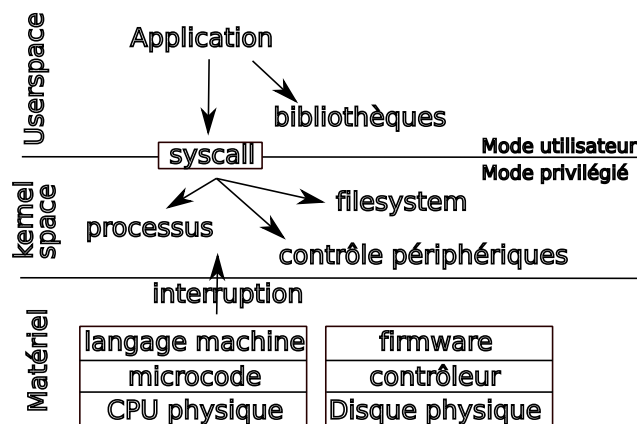 Userspace
Application
bibliothèques
syscall
Mode utilisateur
Mode privilégié
kernel
space
filesystem
processus
contrôle périphériques
interruption
Matériel
langage machine
microcode
CPU physique
firmware
contrôleur
Disque physique